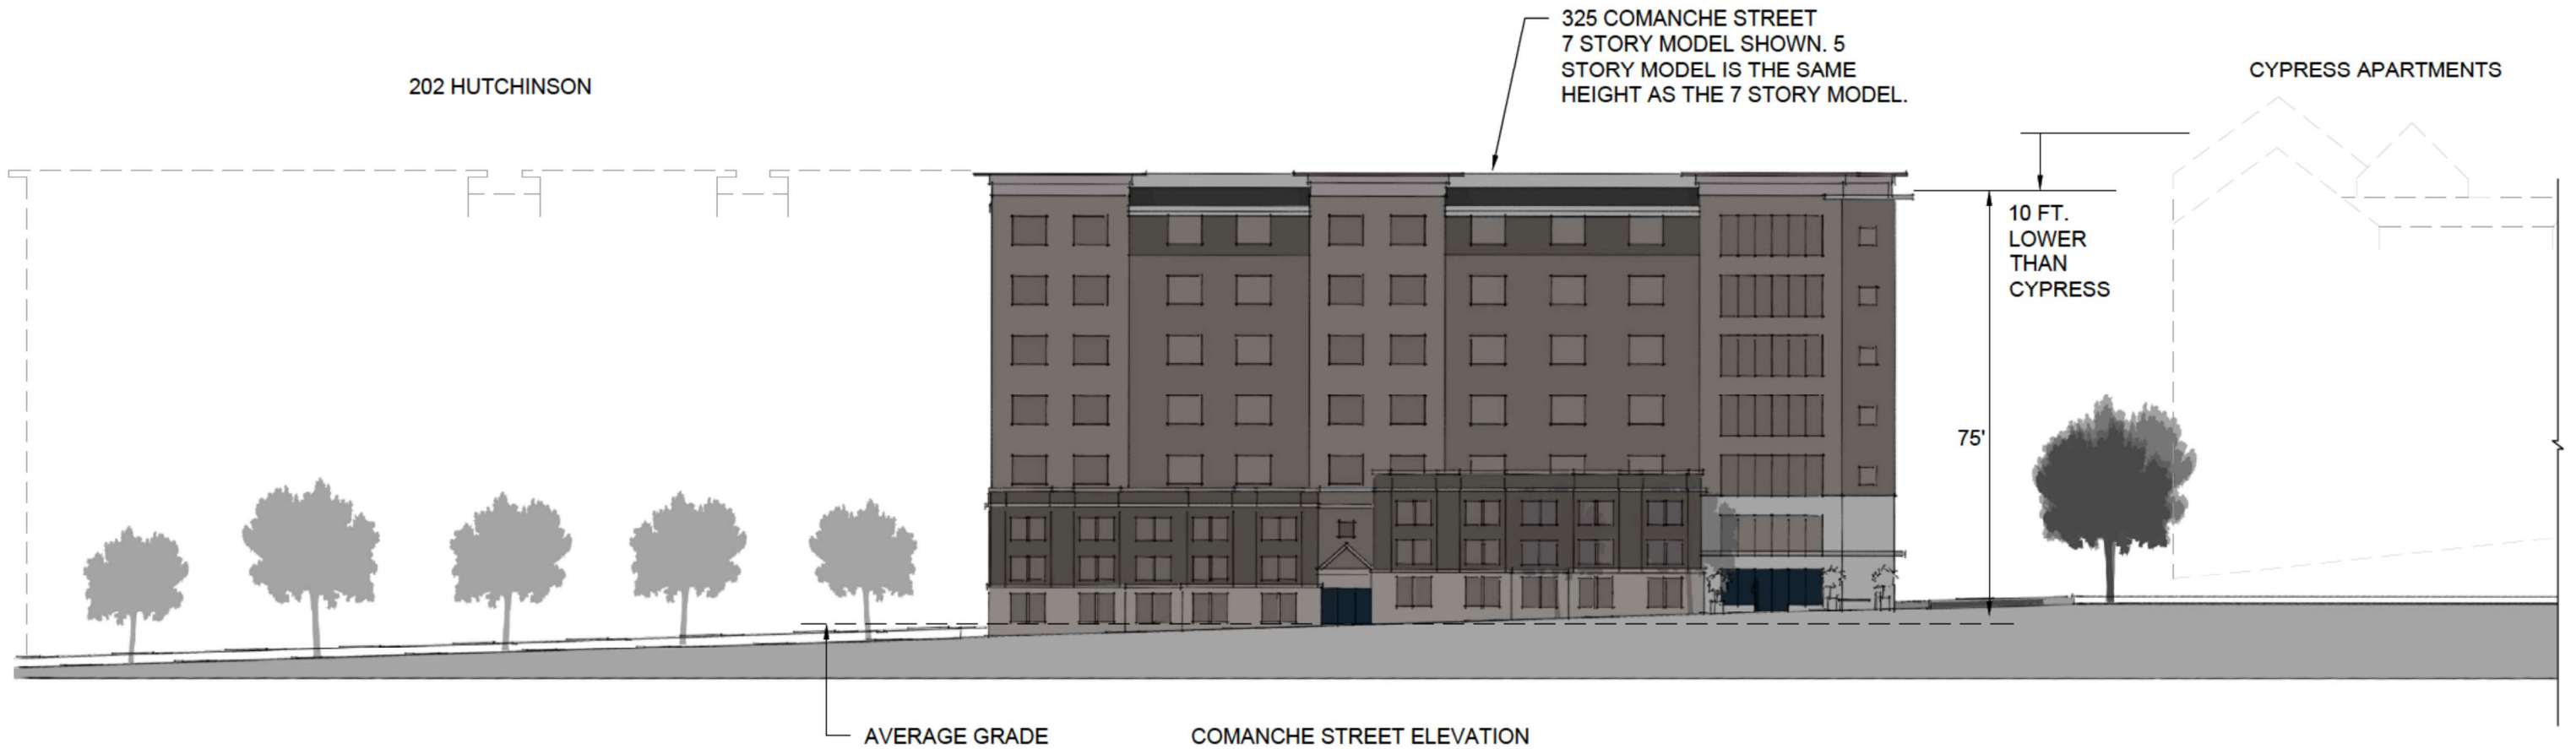 325 COMANCHE STREET
7 STORY MODEL SHOWN. 5
STORY MODEL IS THE SAME
HEIGHT AS THE 7 STORY MODEL.
202 HUTCHINSON
CYPRESS APARTMENTS
10 FT.
LOWER
THAN
CYPRESS
75'
AVERAGE GRADE
COMANCHE STREET ELEVATION